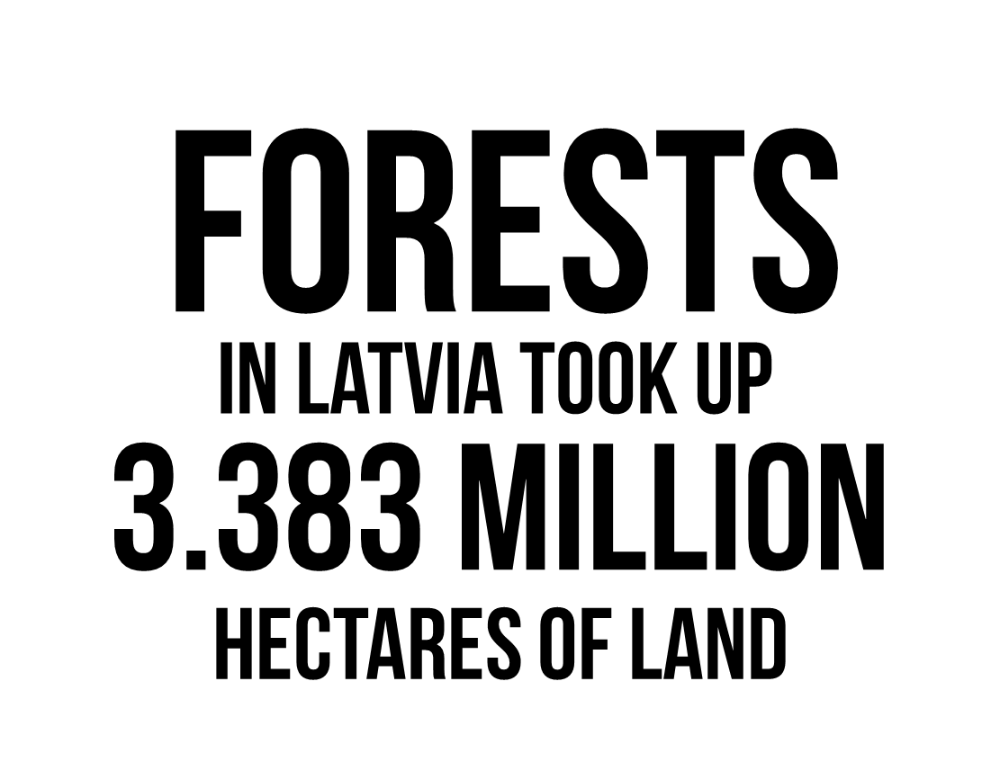 FORESTS
IN LATVIA TOOK UP
3.383 MILLION
HECTARES OF LAND